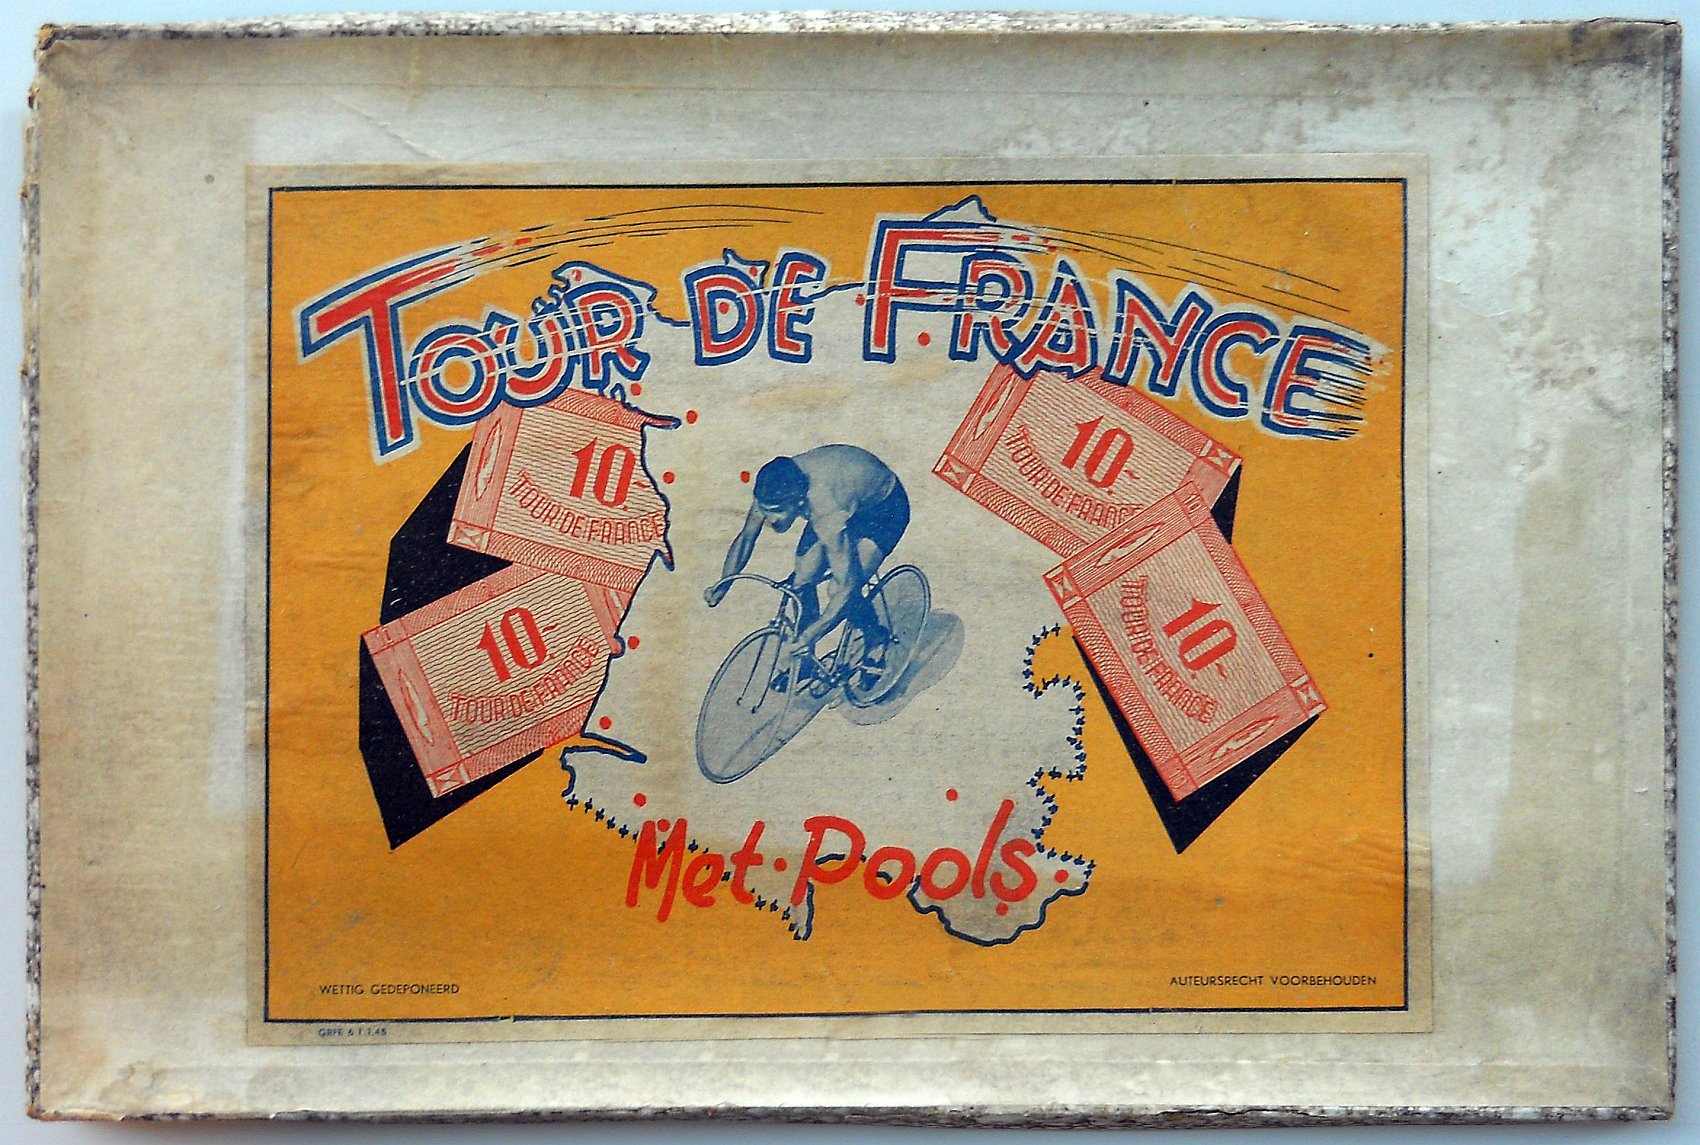 TOUR DE FRANCE
10.-
TOUR·DE·FRANCE
10.-
TOUR·DE·FRANCE
10.-
TOUR·DE·FRANCE
10.-
TOUR·DE·FRANCE
Met·Pools·
WETTIG GEDEPONEERD
AUTEURSRECHT VOORBEHOUDEN